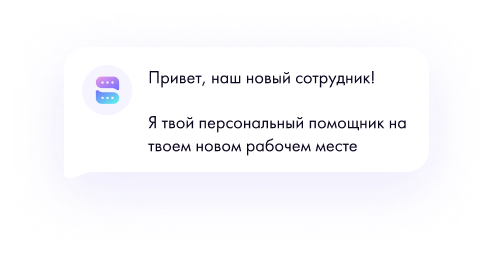 Привет, наш новый сотрудник!
Я твой персональный помощник на
твоем новом рабочем месте